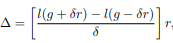 Δ = [ l(g + δr) − l(g − δr) / δ ] r,